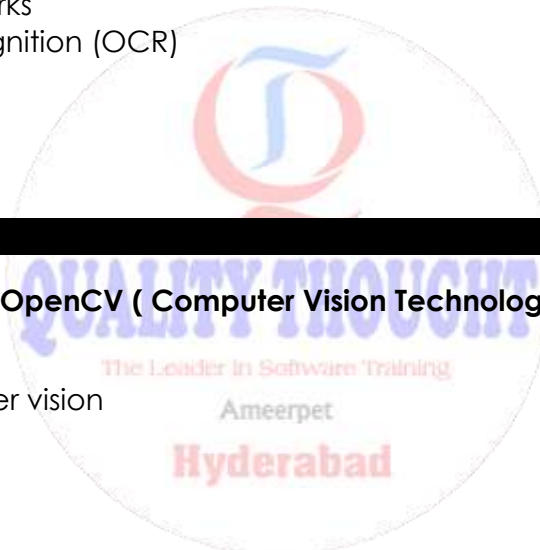 rks
gnition (OCR)
QUALITY THOUGHT
OpenCV ( Computer Vision Technolog
The Leader in Software Training
er vision
Ameerpet
Hyderabad